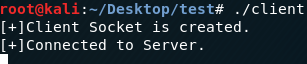 root@kali:~/Desktop/test# ./client
[+]Client Socket is created.
[+]Connected to Server.